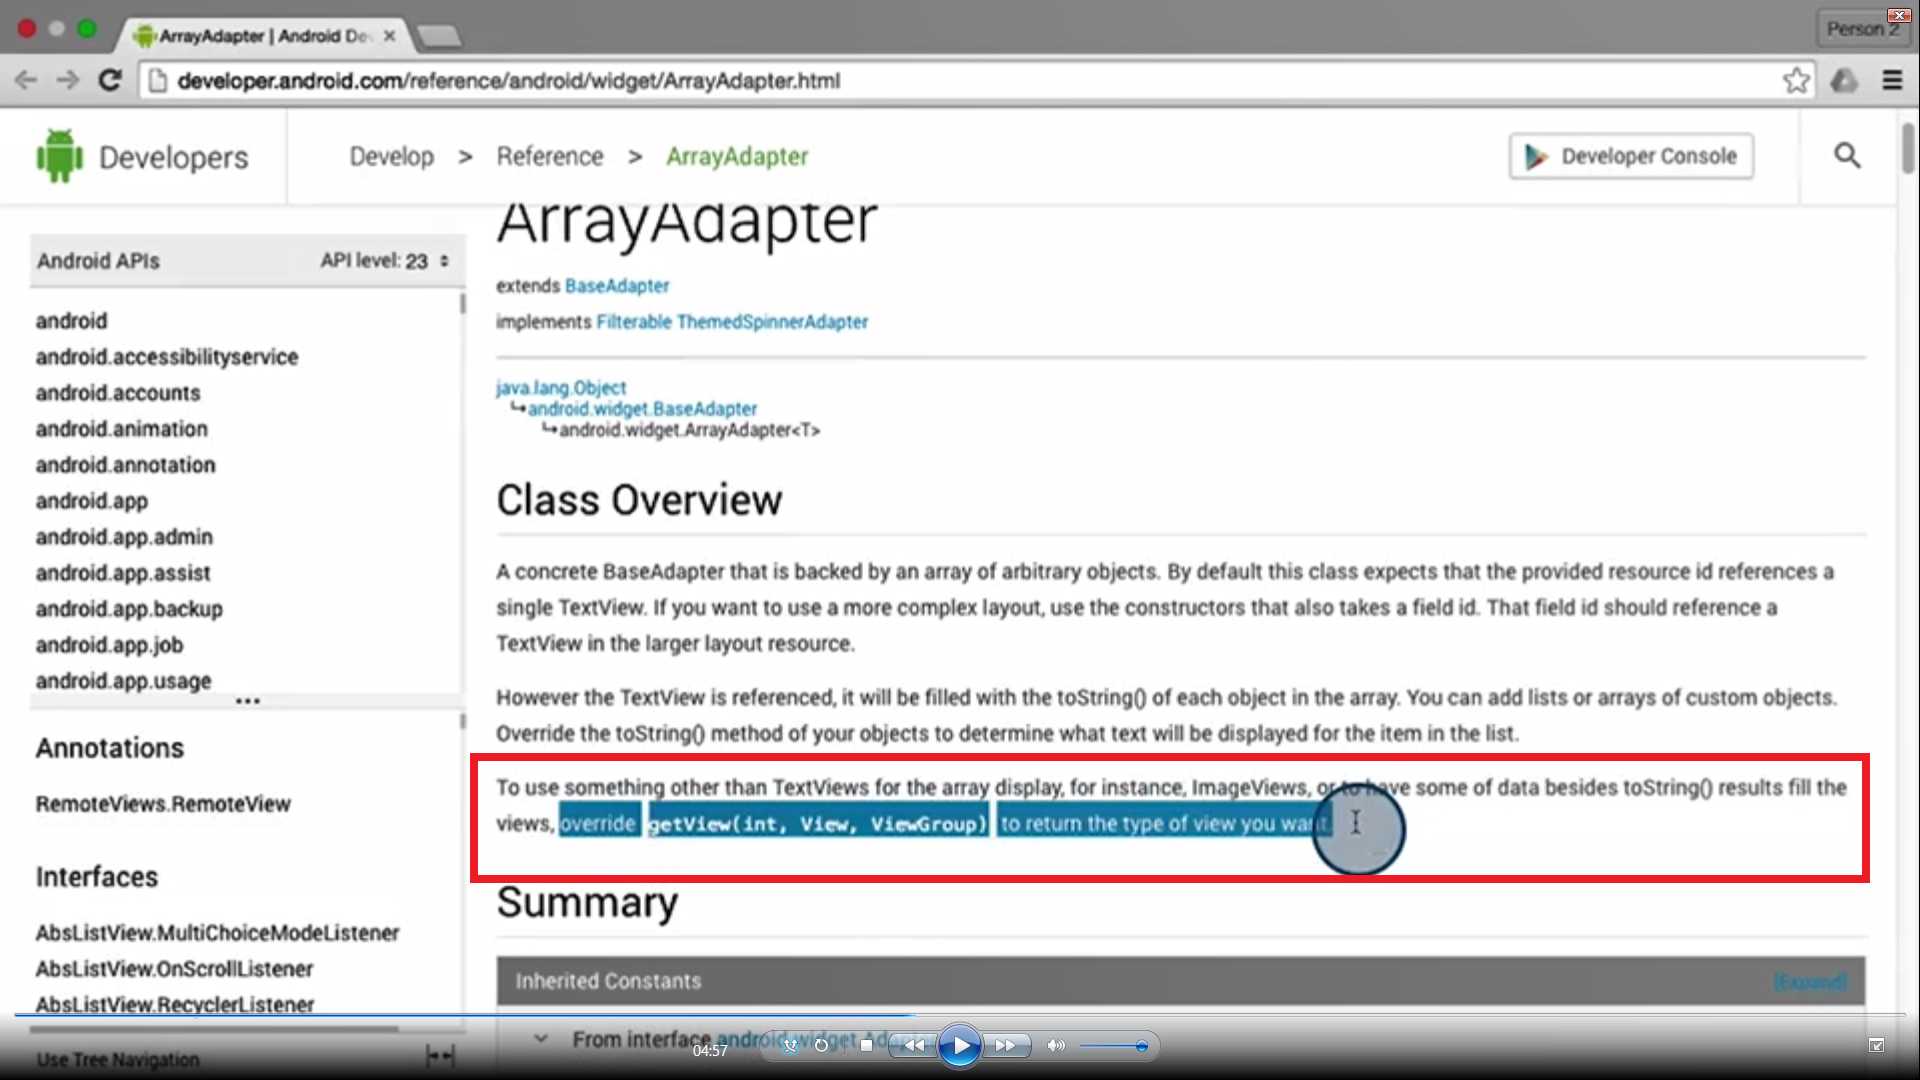 ArrayAdapter | Android De
Person 2
developer.android.com/reference/android/widget/ArrayAdapter.html
Developers
Develop > Reference > ArrayAdapter
Developer Console
ArrayAdapter
Android APIs
API level: 23
extends BaseAdapter
implements Filterable ThemedSpinnerAdapter
java.lang.Object
↳android.widget.BaseAdapter
↳android.widget.ArrayAdapter<T>
android
android.accessibilityservice
android.accounts
android.animation
android.annotation
android.app
android.app.admin
android.app.assist
android.app.backup
android.app.job
android.app.usage
Annotations
RemoteViews.RemoteView
Interfaces
AbsListView.MultiChoiceModeListener
AbsListView.OnScrollListener
AbsListView.RecyclerListener
Use Tree Navigation
Class Overview
A concrete BaseAdapter that is backed by an array of arbitrary objects. By default this class expects that the provided resource id references a
single TextView. If you want to use a more complex layout, use the constructors that also takes a field id. That field id should reference a
TextView in the larger layout resource.
However the TextView is referenced, it will be filled with the toString() of each object in the array. You can add lists or arrays of custom objects.
Override the toString() method of your objects to determine what text will be displayed for the item in the list.
To use something other than TextViews for the array display, for instance, ImageViews, or to have some of data besides toString() results fill the
views, override getView(int, View, ViewGroup) to return the type of view you want.
Summary
Inherited Constants
[Expand]
From interface android.widget.Adapter
04:57